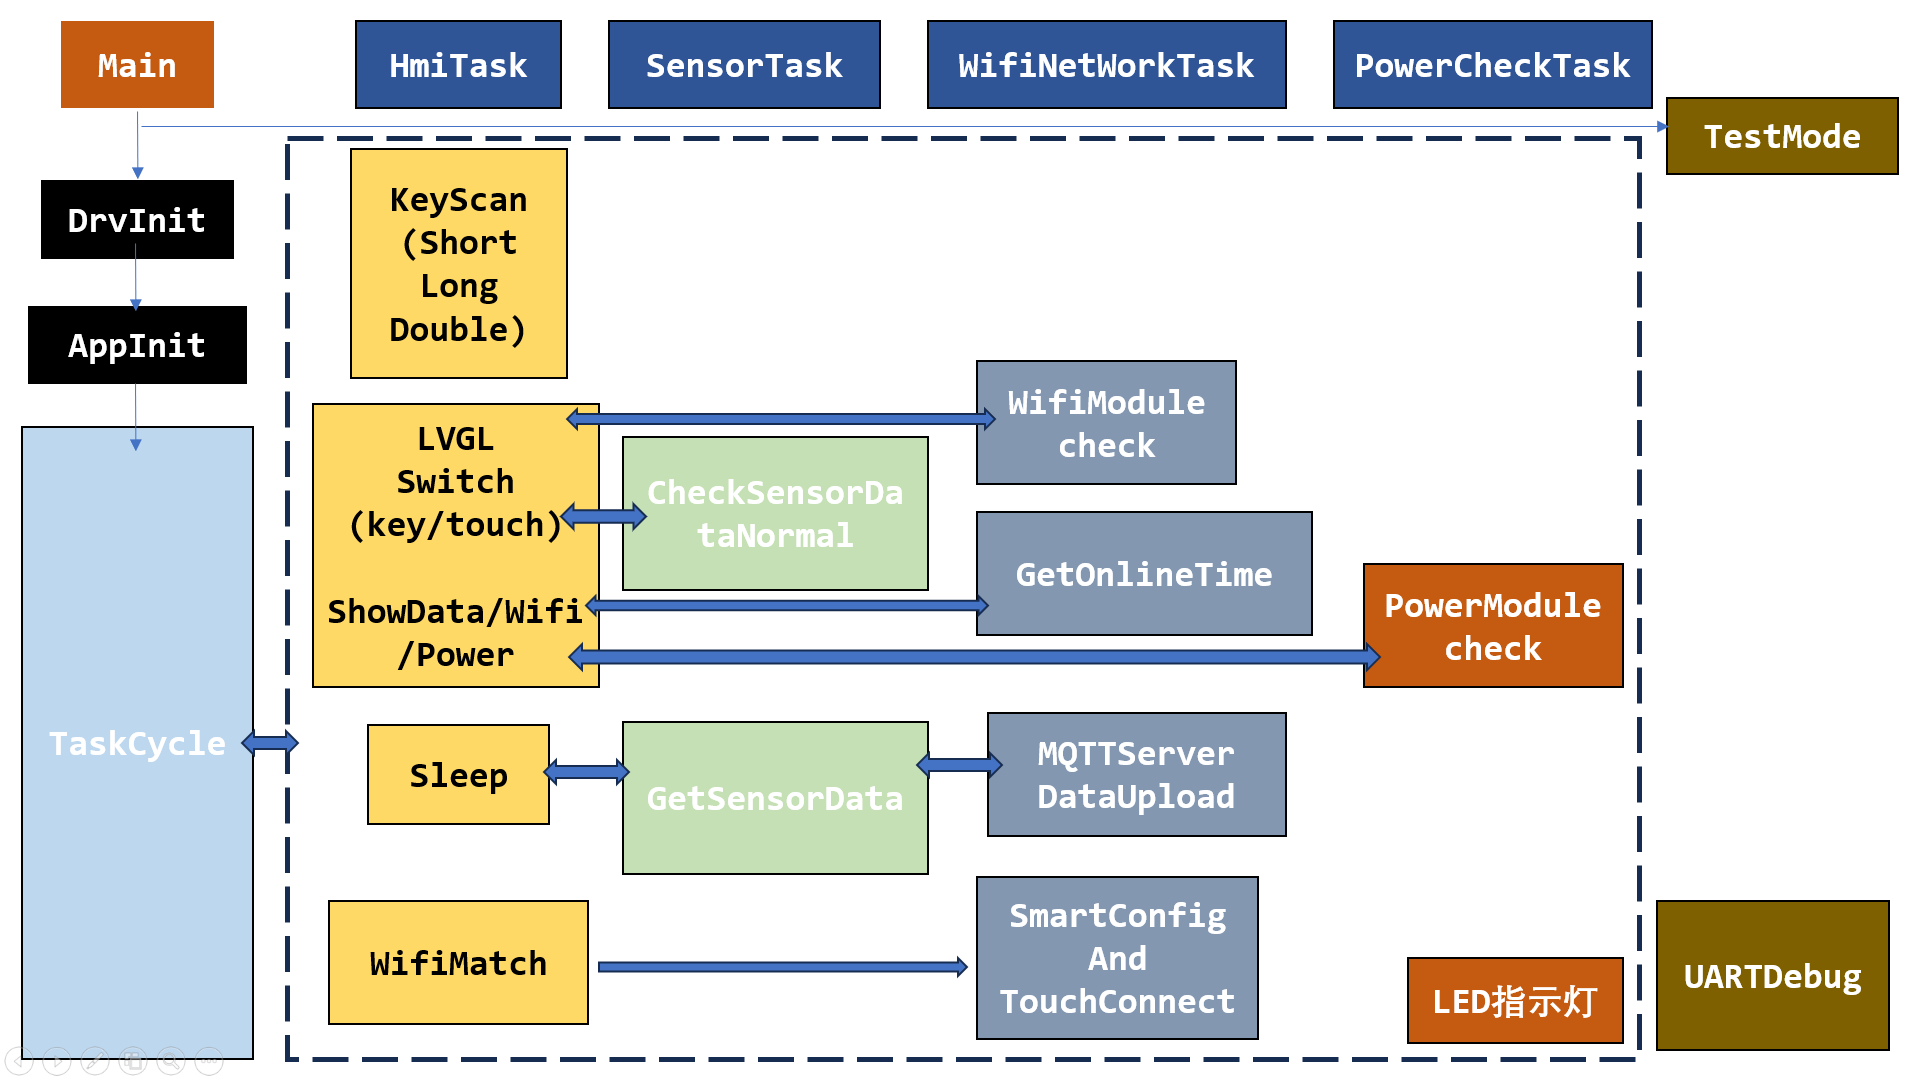 Main
HmiTask
SensorTask
WifiNetWorkTask
PowerCheckTask
TestMode
DrvInit
AppInit
TaskCycle
KeyScan
(Short
Long
Double)
LVGL
Switch
(key/touch)
ShowData/Wifi
/Power
Sleep
WifiMatch
CheckSensorDa
taNormal
GetSensorData
WifiModule
check
GetOnlineTime
MQTTServer
DataUpload
SmartConfig
And
TouchConnect
PowerModule
check
LED指示灯
UARTDebug